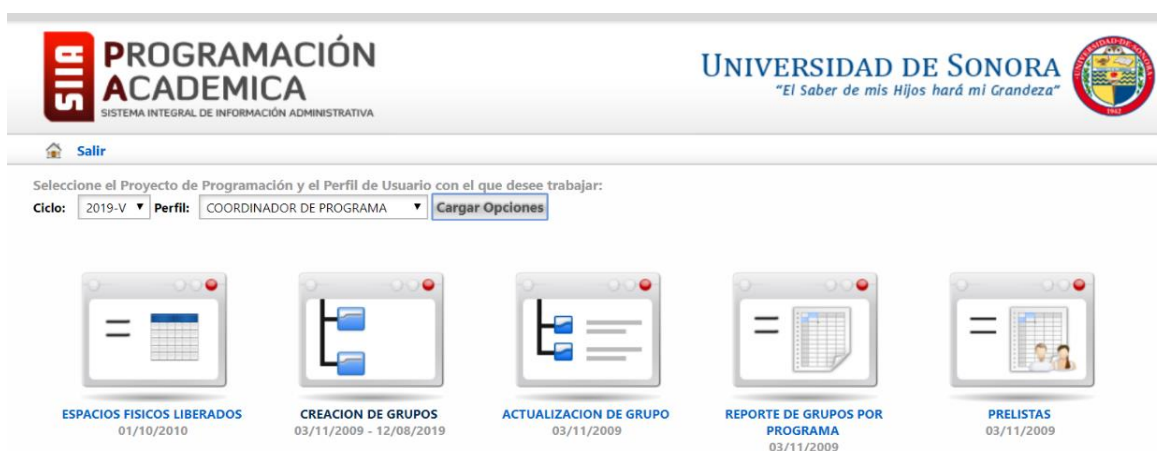 SIIA
PROGRAMACIÓN
ACADEMICA
SISTEMA INTEGRAL DE INFORMACIÓN ADMINISTRATIVA
UNIVERSIDAD DE SONORA
"El Saber de mis Hijos hará mi Grandeza"
Salir
Seleccione el Proyecto de Programación y el Perfil de Usuario con el que desee trabajar:
Ciclo: 2019-V Perfil: COORDINADOR DE PROGRAMA Cargar Opciones
ESPACIOS FISICOS LIBERADOS
01/10/2010
CREACION DE GRUPOS
03/11/2009 - 12/08/2019
ACTUALIZACION DE GRUPO
03/11/2009
REPORTE DE GRUPOS POR
PROGRAMA
03/11/2009
PRELISTAS
03/11/2009